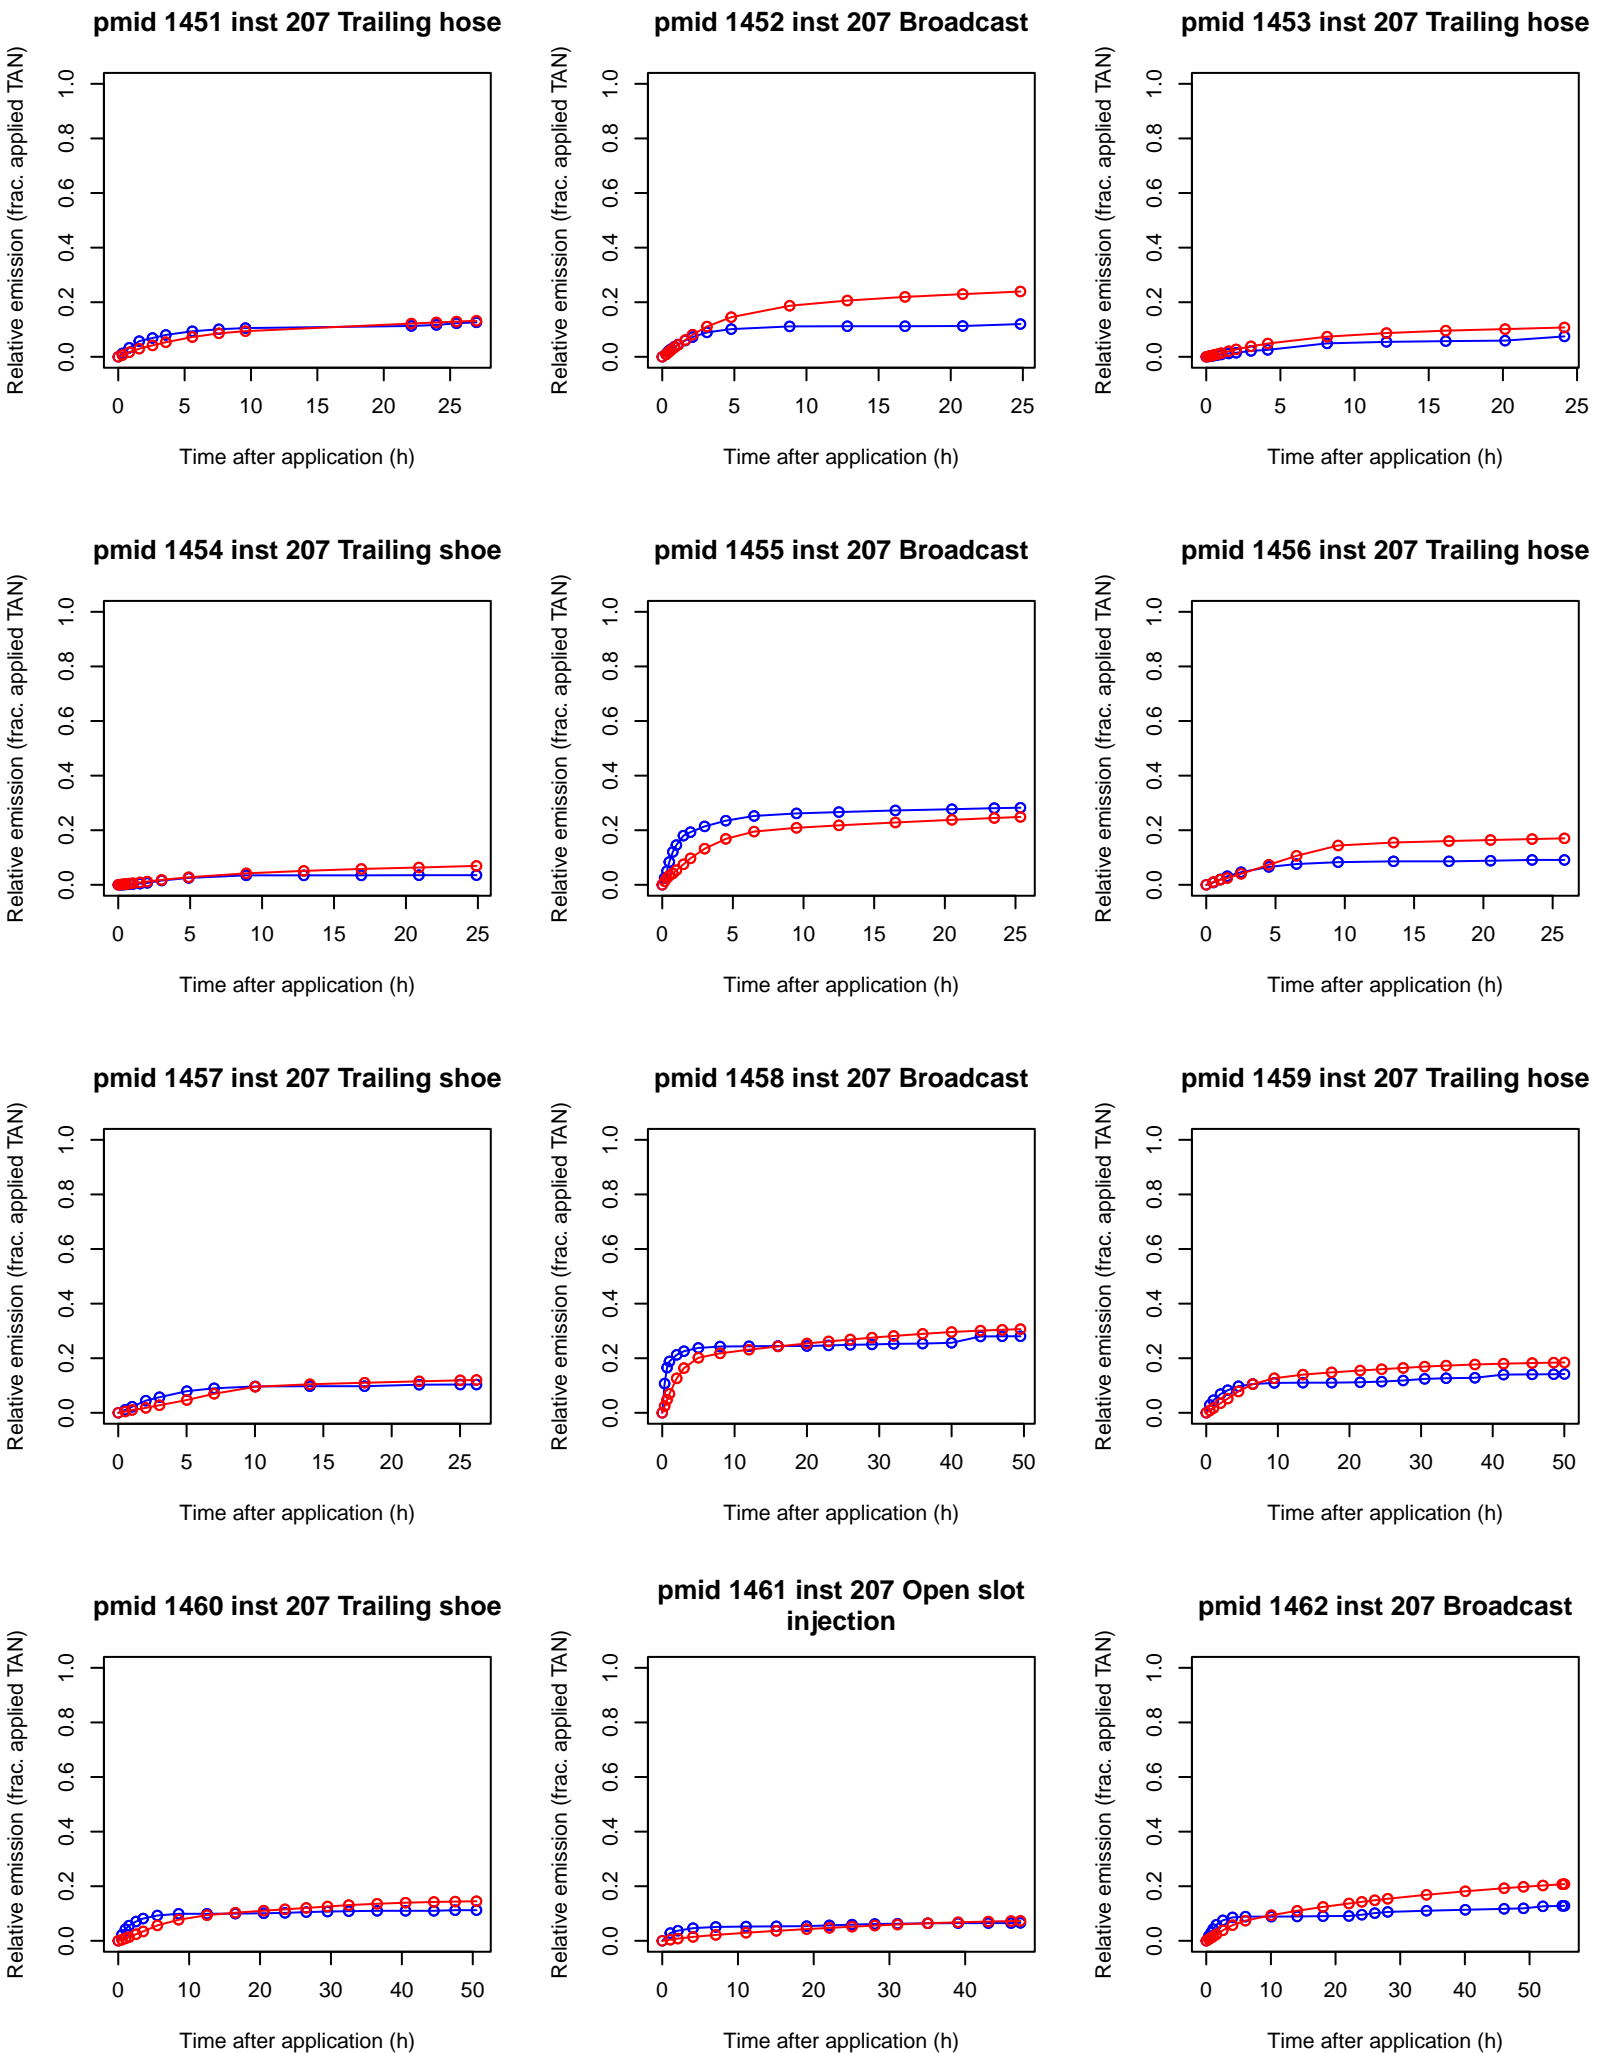 pmid 1451 inst 207 Trailing hose
Relative emission (frac. applied TAN)
0.0 0.2 0.4 0.6 0.8 1.0
0 5 10 15 20 25
Time after application (h)
pmid 1452 inst 207 Broadcast
Relative emission (frac. applied TAN)
0.0 0.2 0.4 0.6 0.8 1.0
0 5 10 15 20 25
Time after application (h)
pmid 1453 inst 207 Trailing hose
Relative emission (frac. applied TAN)
0.0 0.2 0.4 0.6 0.8 1.0
0 5 10 15 20 25
Time after application (h)
pmid 1454 inst 207 Trailing shoe
Relative emission (frac. applied TAN)
0.0 0.2 0.4 0.6 0.8 1.0
0 5 10 15 20 25
Time after application (h)
pmid 1455 inst 207 Broadcast
Relative emission (frac. applied TAN)
0.0 0.2 0.4 0.6 0.8 1.0
0 5 10 15 20 25
Time after application (h)
pmid 1456 inst 207 Trailing hose
Relative emission (frac. applied TAN)
0.0 0.2 0.4 0.6 0.8 1.0
0 5 10 15 20 25
Time after application (h)
pmid 1457 inst 207 Trailing shoe
Relative emission (frac. applied TAN)
0.0 0.2 0.4 0.6 0.8 1.0
0 5 10 15 20 25
Time after application (h)
pmid 1458 inst 207 Broadcast
Relative emission (frac. applied TAN)
0.0 0.2 0.4 0.6 0.8 1.0
0 10 20 30 40 50
Time after application (h)
pmid 1459 inst 207 Trailing hose
Relative emission (frac. applied TAN)
0.0 0.2 0.4 0.6 0.8 1.0
0 10 20 30 40 50
Time after application (h)
pmid 1460 inst 207 Trailing shoe
Relative emission (frac. applied TAN)
0.0 0.2 0.4 0.6 0.8 1.0
0 10 20 30 40 50
Time after application (h)
pmid 1461 inst 207 Open slot
injection
Relative emission (frac. applied TAN)
0.0 0.2 0.4 0.6 0.8 1.0
0 10 20 30 40
Time after application (h)
pmid 1462 inst 207 Broadcast
Relative emission (frac. applied TAN)
0.0 0.2 0.4 0.6 0.8 1.0
0 10 20 30 40 50
Time after application (h)